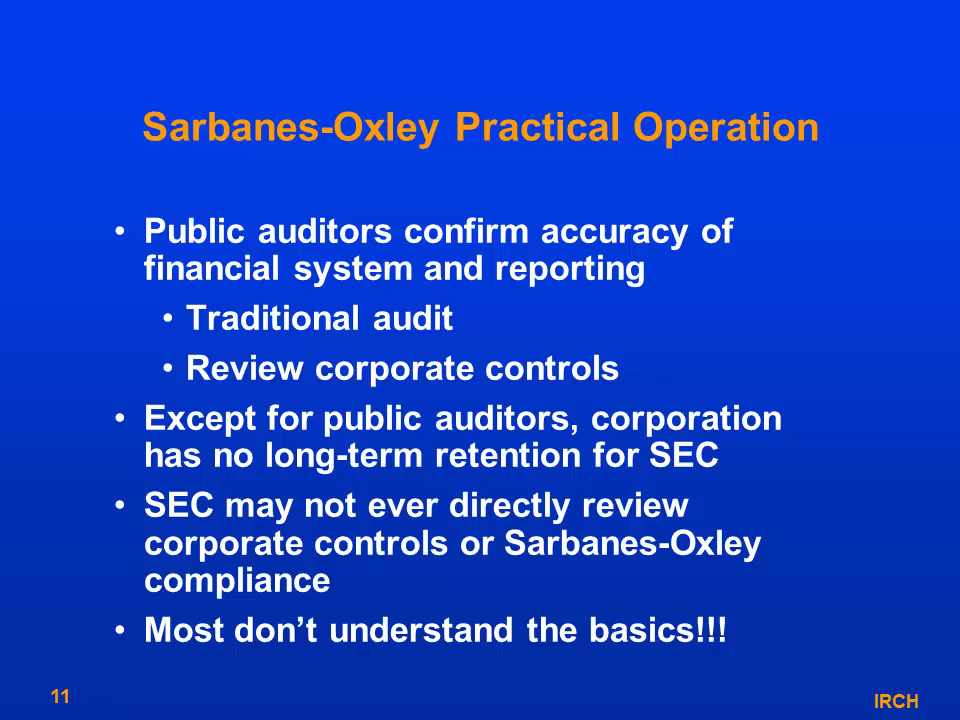 Sarbanes-Oxley Practical Operation
• Public auditors confirm accuracy of
financial system and reporting
• Traditional audit
• Review corporate controls
• Except for public auditors, corporation
has no long-term retention for SEC
• SEC may not ever directly review
corporate controls or Sarbanes-Oxley
compliance
• Most don’t understand the basics!!!
11
IRCH